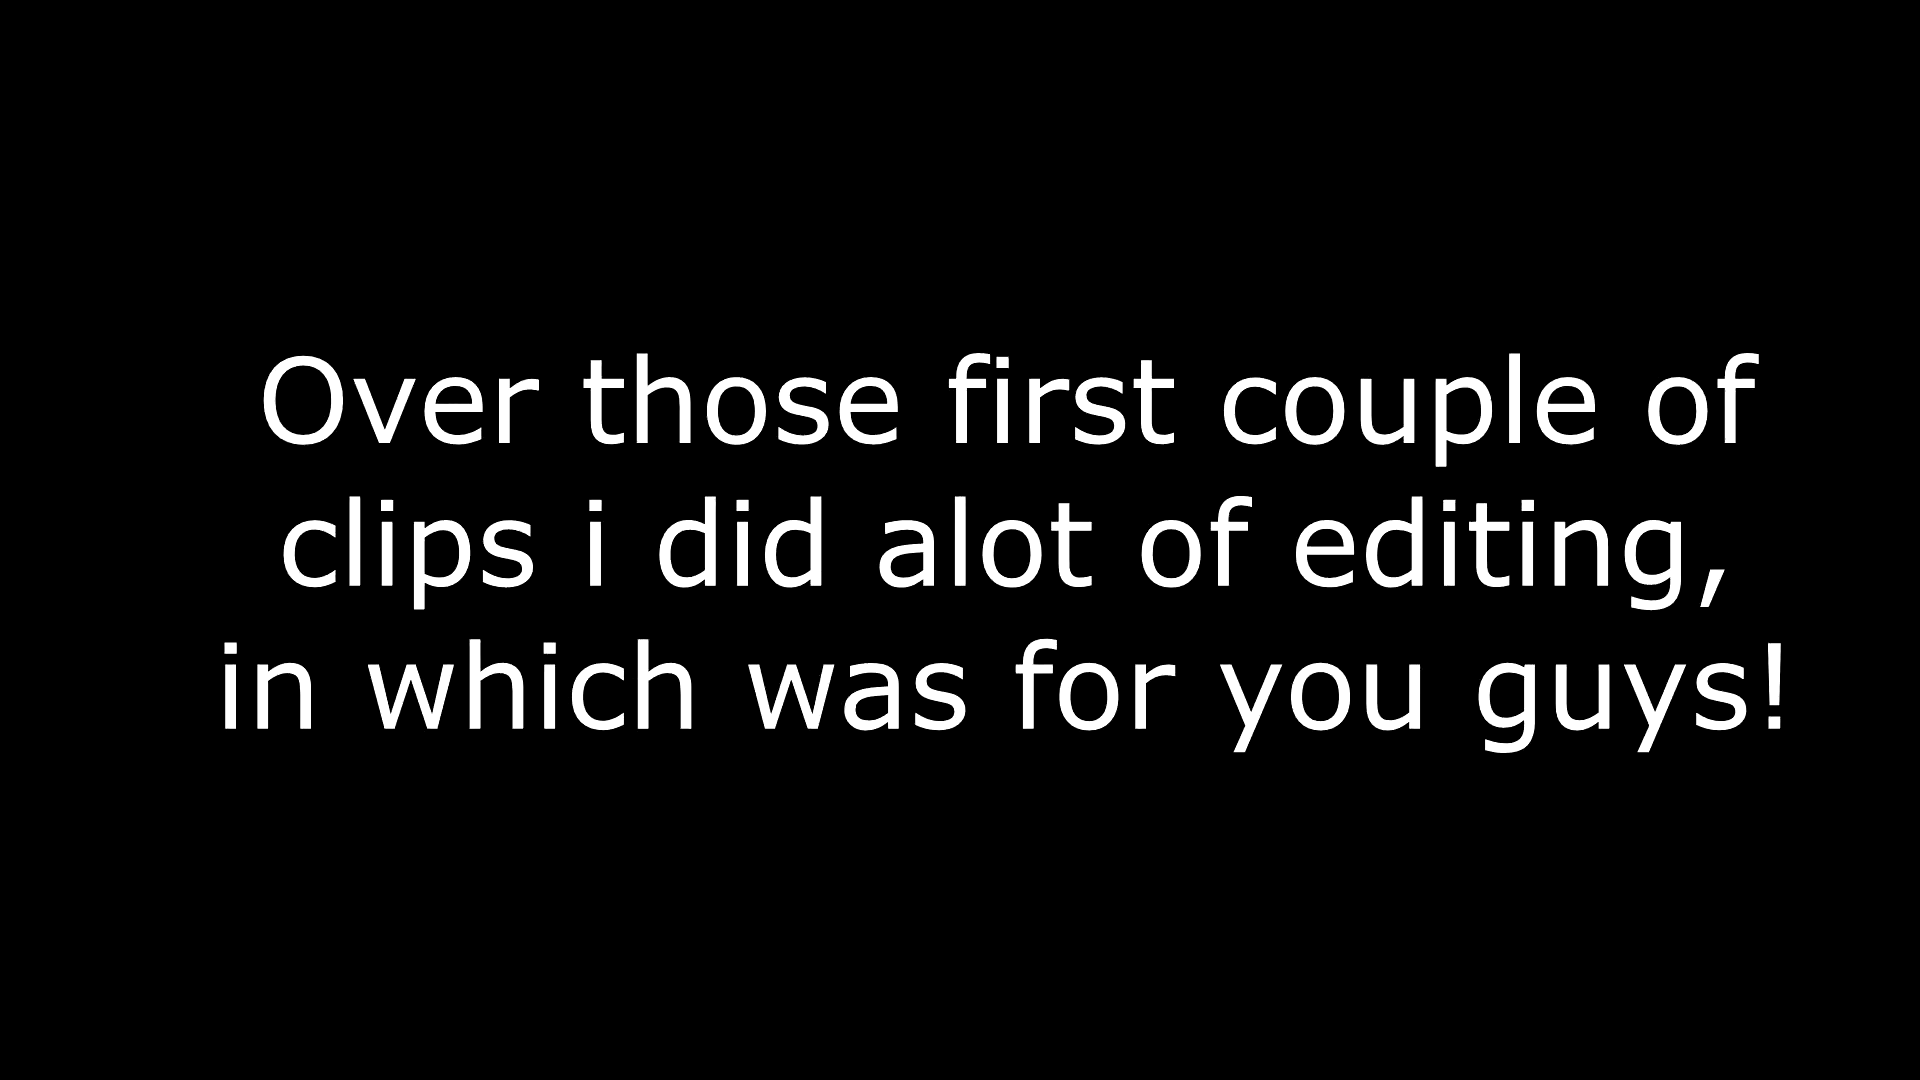 Over those first couple of
clips i did alot of editing,
in which was for you guys!